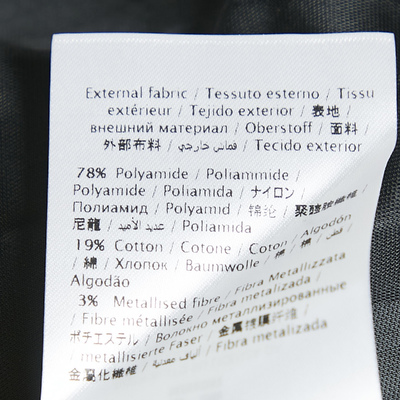 External fabric / Tessuto esterno / Tissu
extérieur / Tejido exterior / 表地 /
внешний материал / Oberstoff / 面料 /
外部布料 / قماش خارجي / Tecido exterior
78% Polyamide / Poliammide /
Polyamide / Poliamida / ナイロン /
Полиамид / Polyamid / 锦纶 / 聚醯胺纖維 /
尼龍 / عديد الأميد / Poliamida
19% Cotton / Cotone / Coton / Algodón
/ 綿 / Хлопок / Baumwolle / 棉 / 棉 / قطن /
Algodão
3% Metallised fibre / Fibra Metallizzata
/ Fibre métallisée / Fibra metalizada /
ポチエステル / Волокно металлизированные
/ metallisierte Faser / 金属镀膜纤维 /
金屬化纖維 / ألياف معدنية / Fibra metalizada